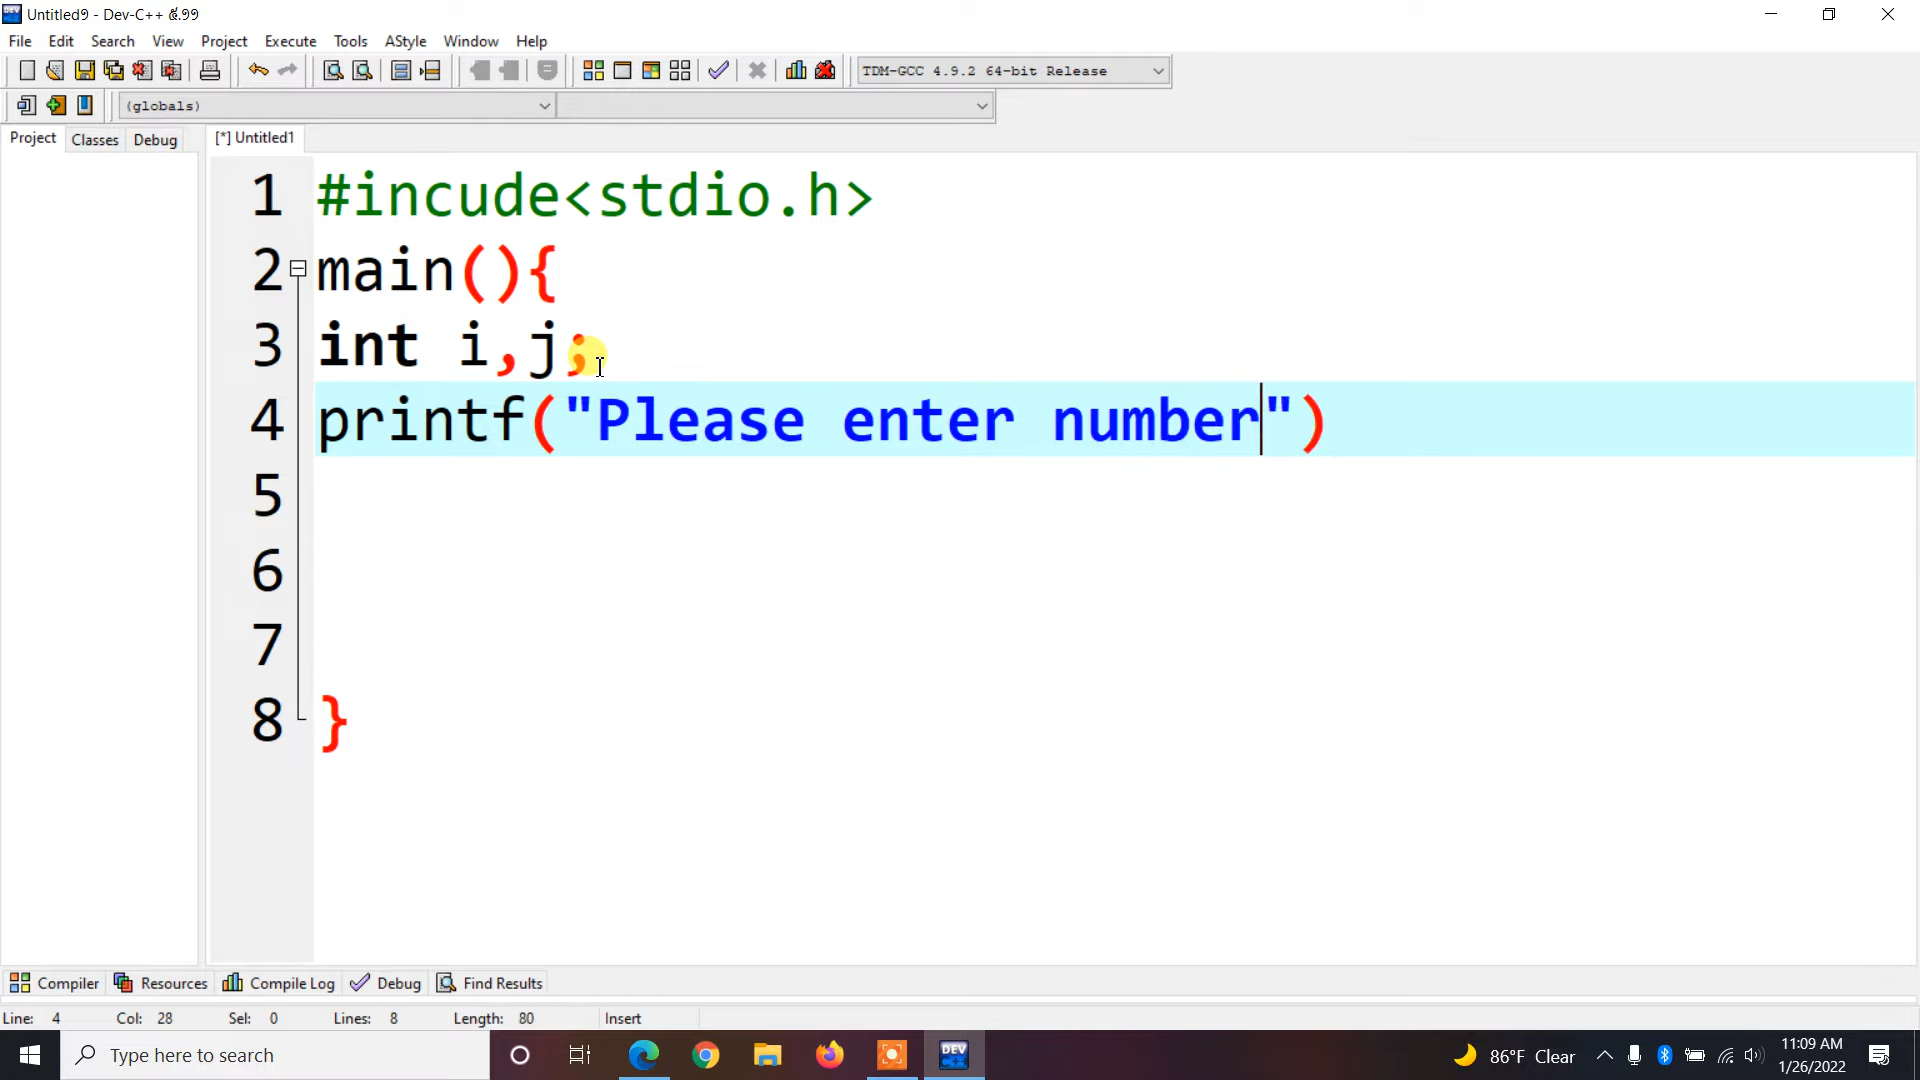 Untitled9 - Dev-C++ ๕.99
File Edit Search View Project Execute Tools AStyle Window Help
TDM-GCC 4.9.2 64-bit Release
(globals)
Project Classes Debug [*] Untitled1
1 #incude<stdio.h>
2 main(){
3 int i,j;
4 printf("Please enter number")
5
6
7
8 }
Compiler Resources Compile Log Debug Find Results
Line: 4 Col: 28 Sel: 0 Lines: 8 Length: 80 Insert
Type here to search
DEV
86°F Clear
11:09 AM
1/26/2022